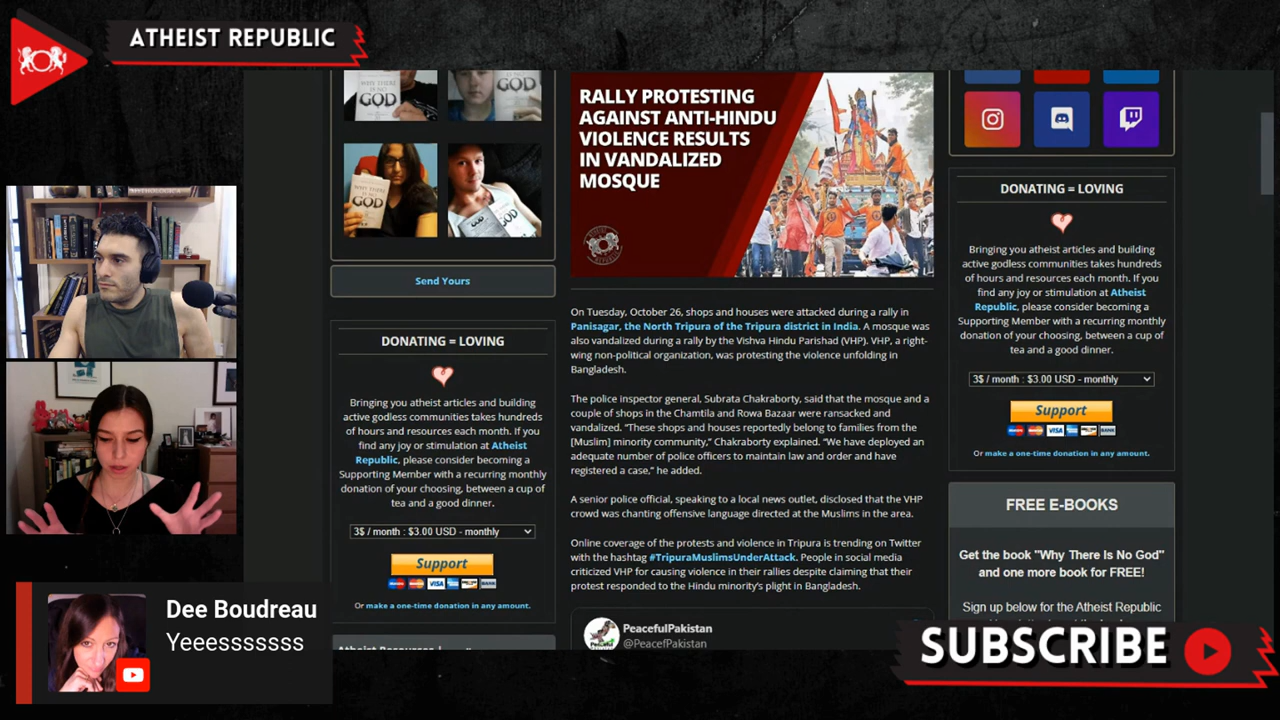 ATHEIST REPUBLIC
GOD
GOD
GOD
Send Yours
DONATING = LOVING
Bringing you atheist articles and building
active godless communities takes hundreds
of hours and resources each month. If you
find any joy or stimulation at Atheist
Republic, please consider becoming a
Supporting Member with a recurring monthly
donation of your choosing, between a cup of
tea and a good dinner.
3$ / month : $3.00 USD - monthly
Support
VISA
BANK
Or make a one-time donation in any amount.
RALLY PROTESTING
AGAINST ANTI-HINDU
VIOLENCE RESULTS
IN VANDALIZED
MOSQUE
On Tuesday, October 26, shops and houses were attacked during a rally in
Panisagar, the North Tripura of the Tripura district in India. A mosque was
also vandalized during a rally by the Vishva Hindu Parishad (VHP). VHP, a right-
wing non-political organization, was protesting the violence unfolding in
Bangladesh.
The police inspector general, Subrata Chakraborty, said that the mosque and a
couple of shops in the Chamtila and Rowa Bazaar were ransacked and
vandalized. “These shops and houses reportedly belong to families from the
[Muslim] minority community,” Chakraborty explained. “We have deployed an
adequate number of police officers to maintain law and order and have
registered a case,” he added.
A senior police official, speaking to a local news outlet, disclosed that the VHP
crowd was chanting offensive language directed at the Muslims in the area.
Online coverage of the protests and violence in Tripura is trending on Twitter
with the hashtag #TripuraMuslimsUnderAttack. People in social media
criticized VHP for causing violence in their rallies despite claiming that their
protest responded to the Hindu minority’s plight in Bangladesh.
PeacefulPakistan
@PeacefPakistan
DONATING = LOVING
Bringing you atheist articles and building
active godless communities takes hundreds
of hours and resources each month. If you
find any joy or stimulation at Atheist
Republic, please consider becoming a
Supporting Member with a recurring monthly
donation of your choosing, between a cup of
tea and a good dinner.
3$ / month : $3.00 USD - monthly
Support
VISA
BANK
Or make a one-time donation in any amount.
FREE E-BOOKS
Get the book "Why There Is No God"
and one more book for FREE!
Sign up below for the Atheist Republic
Dee Boudreau
Yeeesssssss
SUBSCRIBE